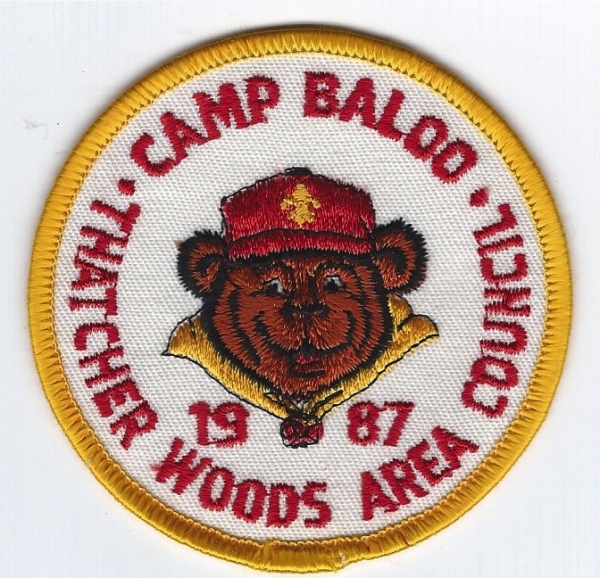 CAMP BALOO
• THATCHER WOODS AREA COUNCIL •
19 87